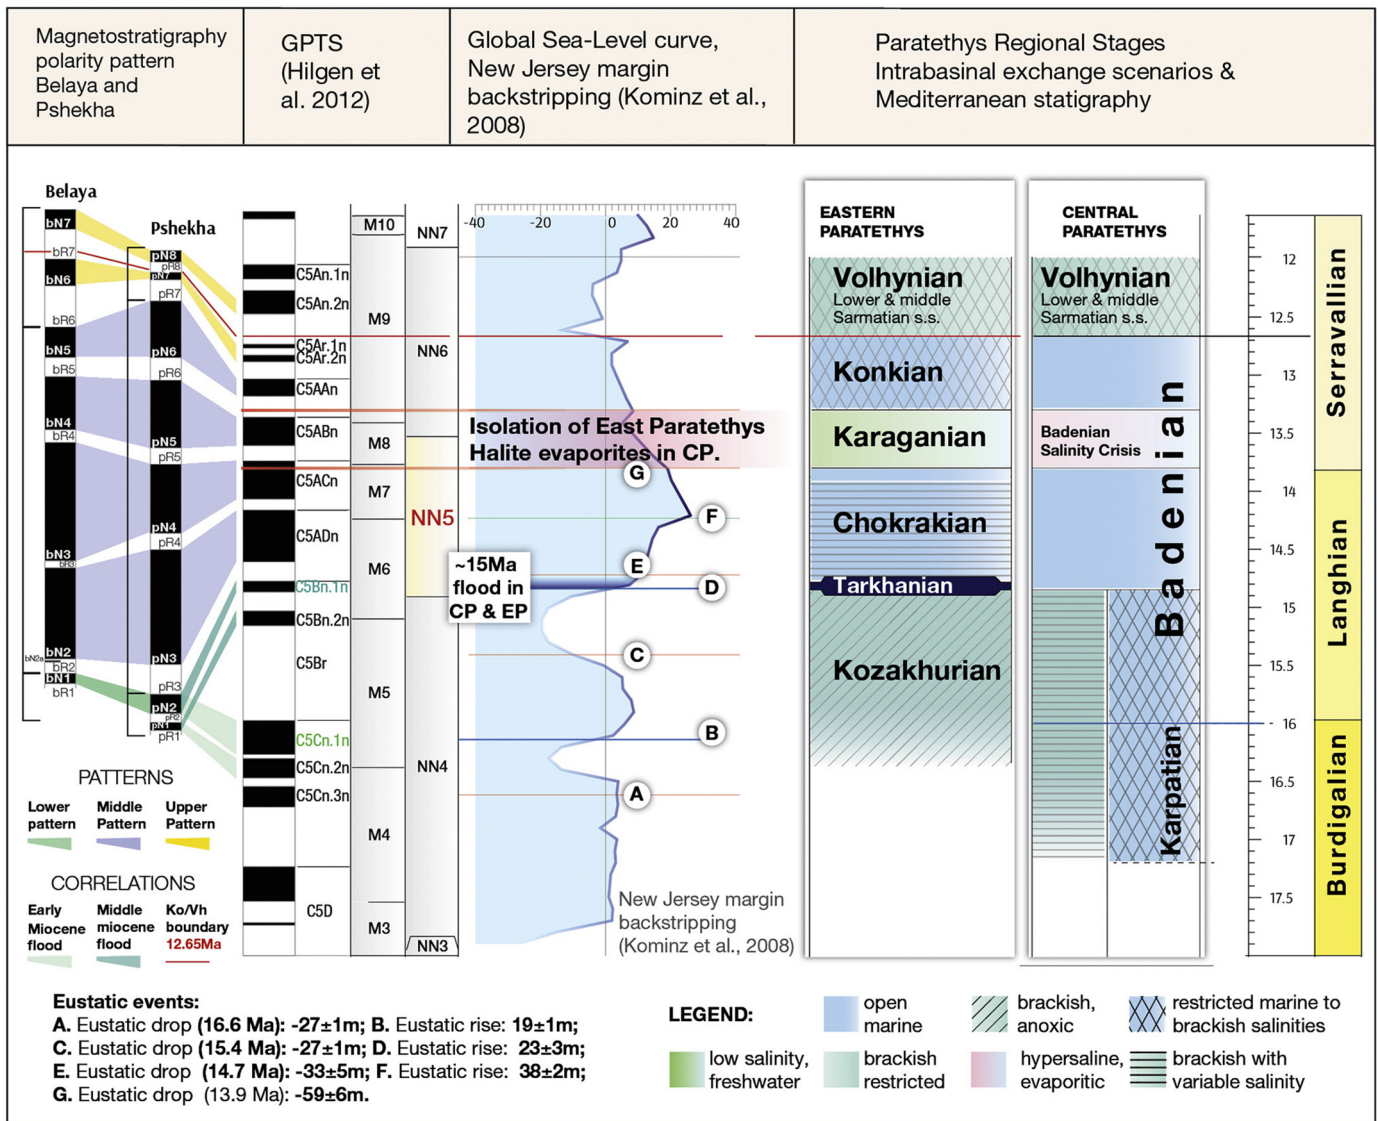 Magnetostratigraphy
polarity pattern
Belaya and
Pshekha
GPTS
(Hilgen et
al. 2012)
Global Sea-Level curve,
New Jersey margin
backstripping (Kominz et al.,
2008)
Paratethys Regional Stages
Intrabasinal exchange scenarios &
Mediterranean statigraphy
Belaya
bN7
bR7
bN6
bR6
bN5
bR5
bN4
bR4
bN3
bR3
bN2
bN2a
bR2
bN1
bR1
Pshekha
pN8
pR8
pN7
pR7
pN6
pR6
pN5
pR5
pN4
pR4
pN3
pR3
pN2
pR2
pN1
pR1
C5An.1n
C5An.2n
C5Ar.1n
C5Ar.2n
C5AAn
C5ABn
C5ACn
C5ADn
C5Bn.1n
C5Bn.2n
C5Br
C5Cn.1n
C5Cn.2n
C5Cn.3n
C5D
M10
M9
M8
M7
M6
M5
M4
M3
NN7
NN6
NN5
NN4
NN3
-40 -20 0 20 40
Isolation of East Paratethys
Halite evaporites in CP.
G
F
E
~15Ma
flood in
CP & EP
D
C
B
A
New Jersey margin
backstripping
(Kominz et al., 2008)
EASTERN
PARATETHYS
Volhynian
Lower & middle
Sarmatian s.s.
Konkian
Karaganian
Chokrakian
Tarkhanian
Kozakhurian
CENTRAL
PARATETHYS
Volhynian
Lower & middle
Sarmatian s.s.
Badenian
Salinity Crisis
Badenian
Karpatian
12
12.5
13
13.5
14
14.5
15
15.5
16
16.5
17
17.5
Serravallian
Langhian
Burdigalian
PATTERNS
Lower
pattern
Middle
Pattern
Upper
Pattern
CORRELATIONS
Early
Miocene
flood
Middle
miocene
flood
Ko/Vh
boundary
12.65Ma
Eustatic events:
A. Eustatic drop (16.6 Ma): -27±1m; B. Eustatic rise: 19±1m;
C. Eustatic drop (15.4 Ma): -27±1m; D. Eustatic rise: 23±3m;
E. Eustatic drop (14.7 Ma): -33±5m; F. Eustatic rise: 38±2m;
G. Eustatic drop (13.9 Ma): -59±6m.
LEGEND:
open
marine
brackish,
anoxic
restricted marine to
brackish salinities
low salinity,
freshwater
brackish
restricted
hypersaline,
evaporitic
brackish with
variable salinity